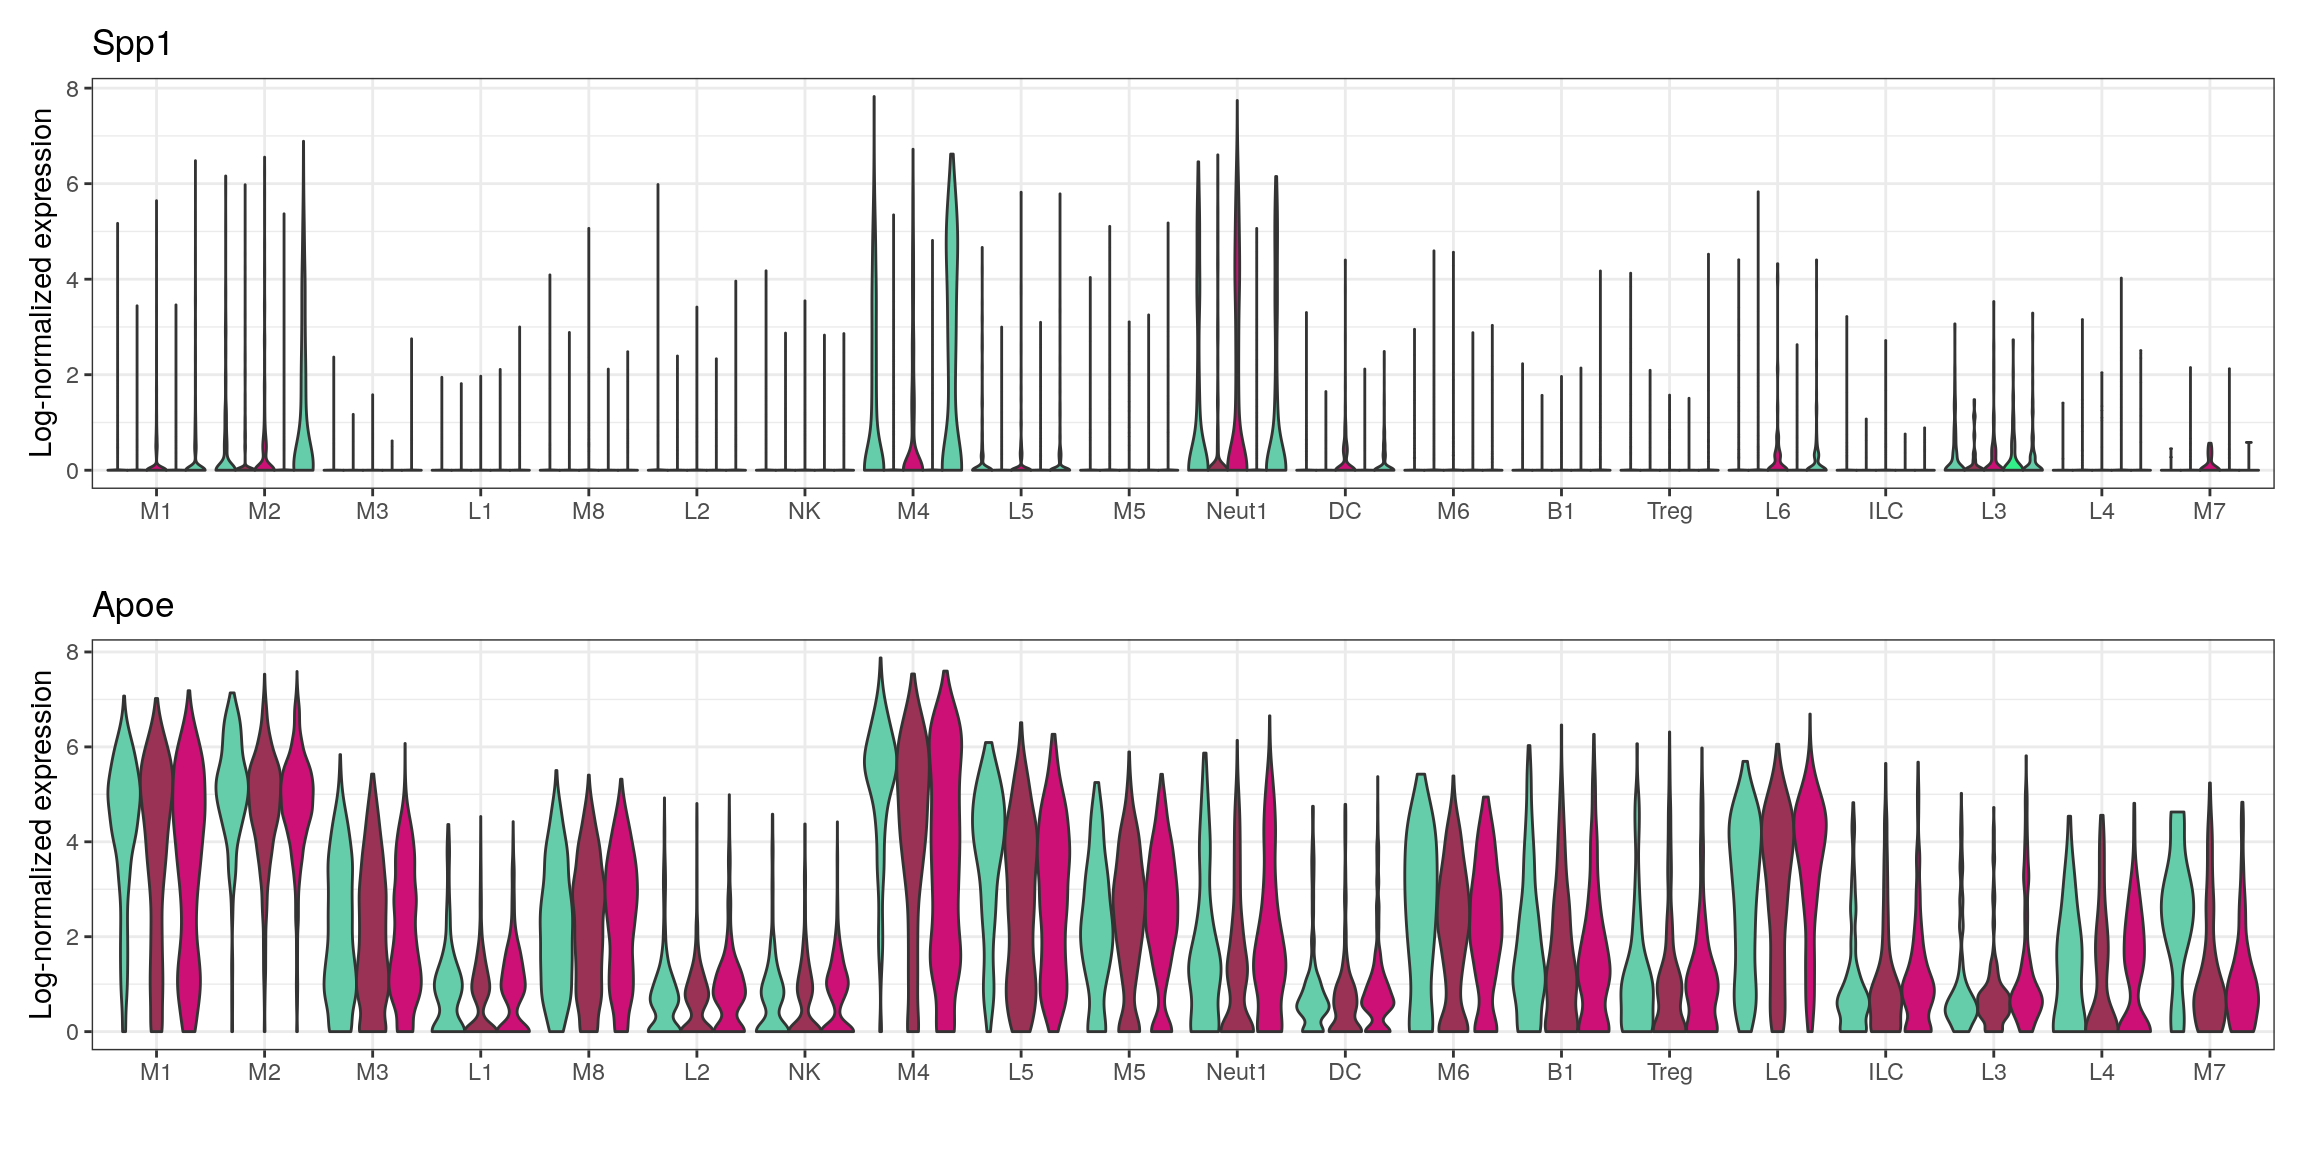 Spp1
Log-normalized expression
8
6
4
2
0
M1 M2 M3 L1 M8 L2 NK M4 L5 M5 Neut1 DC M6 B1 Treg L6 ILC L3 L4 M7
Apoe
Log-normalized expression
8
6
4
2
0
M1 M2 M3 L1 M8 L2 NK M4 L5 M5 Neut1 DC M6 B1 Treg L6 ILC L3 L4 M7